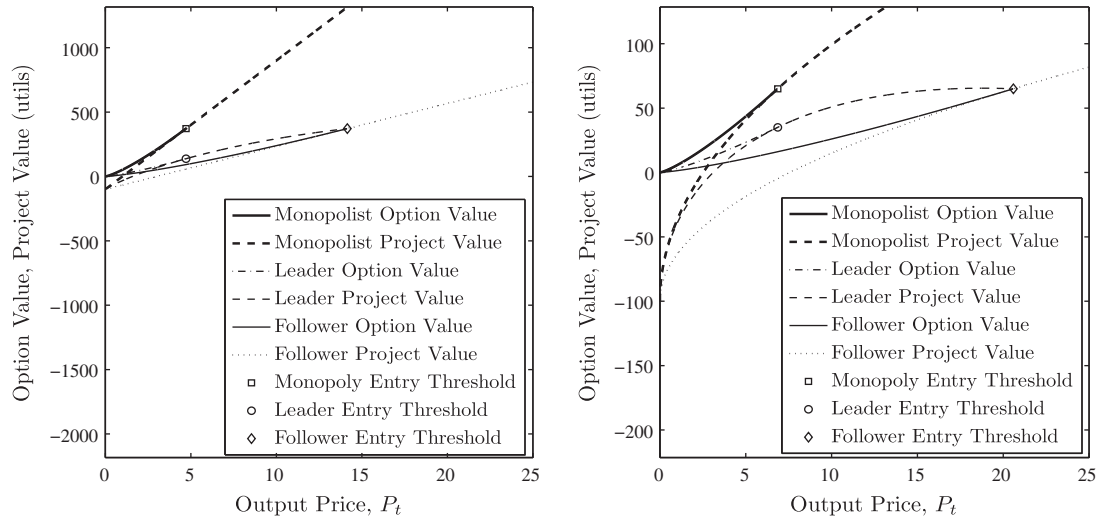 Option Value, Project Value (utils)
1000
500
0
−500
−1000
−1500
−2000
Monopolist Option Value
Monopolist Project Value
Leader Option Value
Leader Project Value
Follower Option Value
Follower Project Value
Monopoly Entry Threshold
Leader Entry Threshold
Follower Entry Threshold
0 5 10 15 20 25
Output Price, Pₜ
Option Value, Project Value (utils)
100
50
0
−50
−100
−150
−200
Monopolist Option Value
Monopolist Project Value
Leader Option Value
Leader Project Value
Follower Option Value
Follower Project Value
Monopoly Entry Threshold
Leader Entry Threshold
Follower Entry Threshold
0 5 10 15 20 25
Output Price, Pₜ